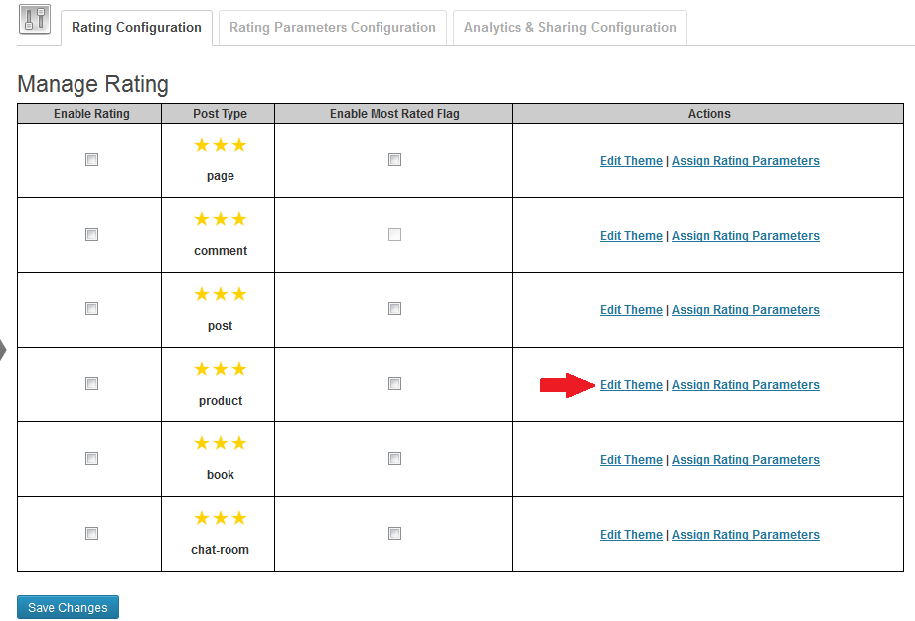 Rating Configuration Rating Parameters Configuration Analytics & Sharing Configuration
Manage Rating
Enable Rating Post Type Enable Most Rated Flag Actions
page Edit Theme | Assign Rating Parameters
comment Edit Theme | Assign Rating Parameters
post Edit Theme | Assign Rating Parameters
product Edit Theme | Assign Rating Parameters
book Edit Theme | Assign Rating Parameters
chat-room Edit Theme | Assign Rating Parameters
Save Changes